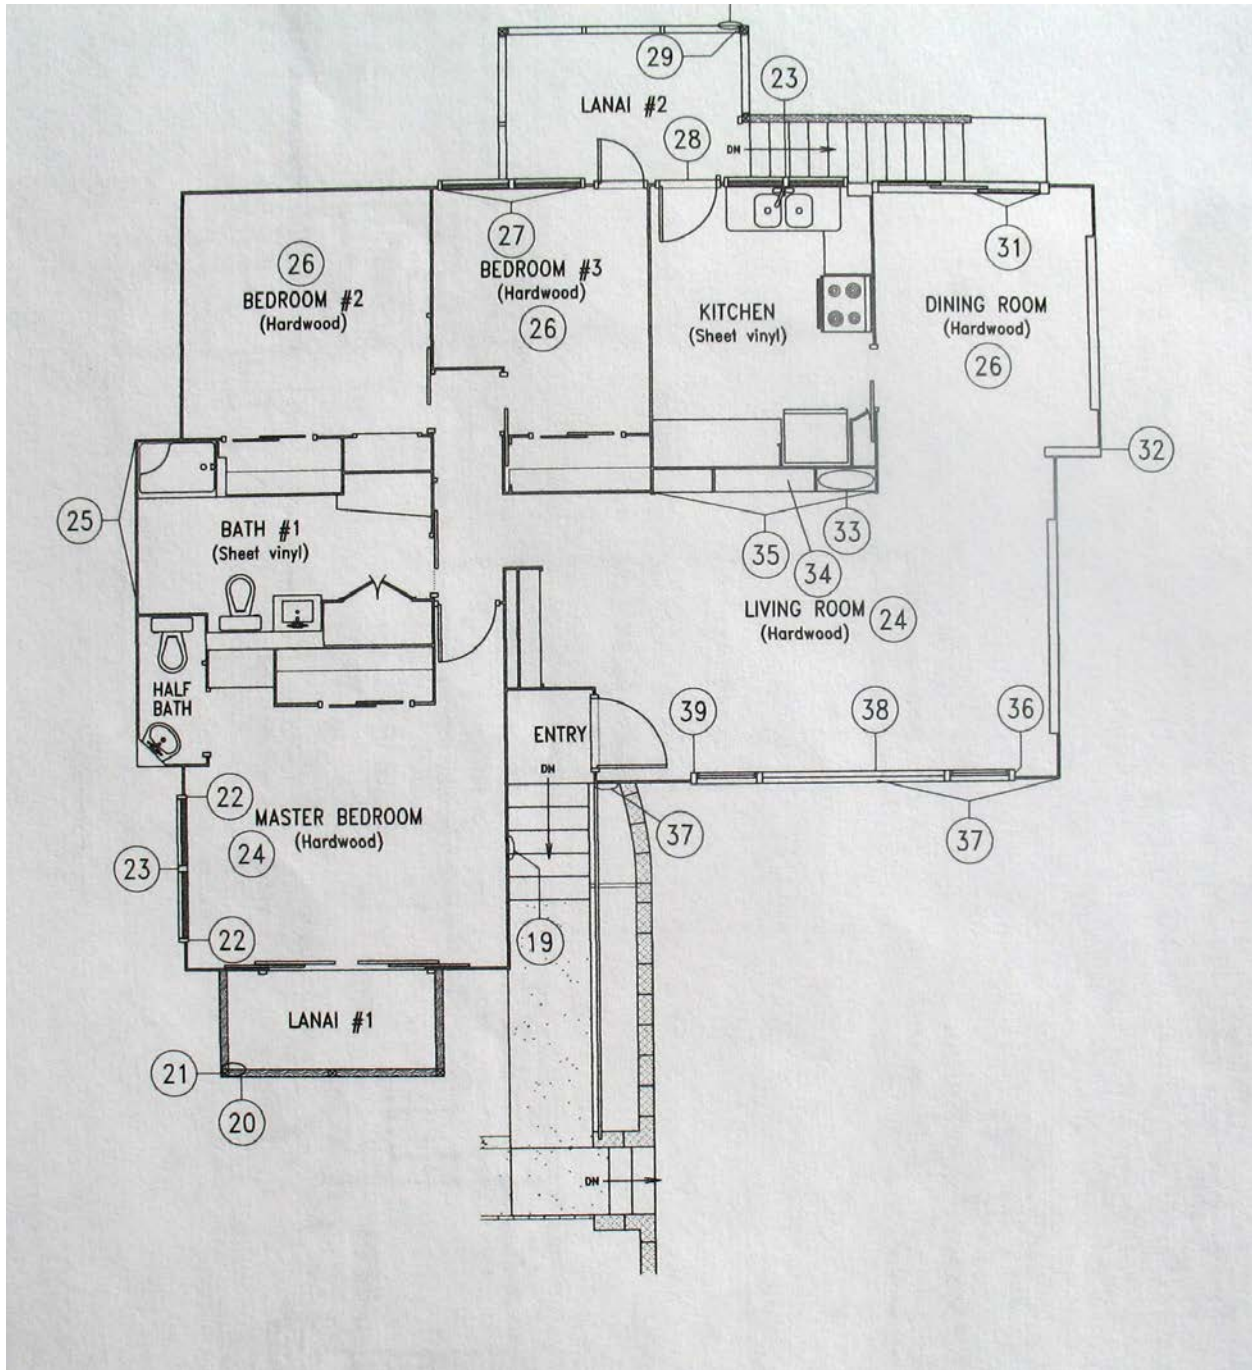 29
LANAI #2
23
28
DN
27
31
26
BEDROOM #2
(Hardwood)
BEDROOM #3
(Hardwood)
26
KITCHEN
(Sheet vinyl)
DINING ROOM
(Hardwood)
26
32
25
BATH #1
(Sheet vinyl)
33
35
34
LIVING ROOM
(Hardwood)
24
HALF
BATH
ENTRY
DN
39
38
36
22
MASTER BEDROOM
(Hardwood)
24
23
37
37
22
19
LANAI #1
21
20
DN